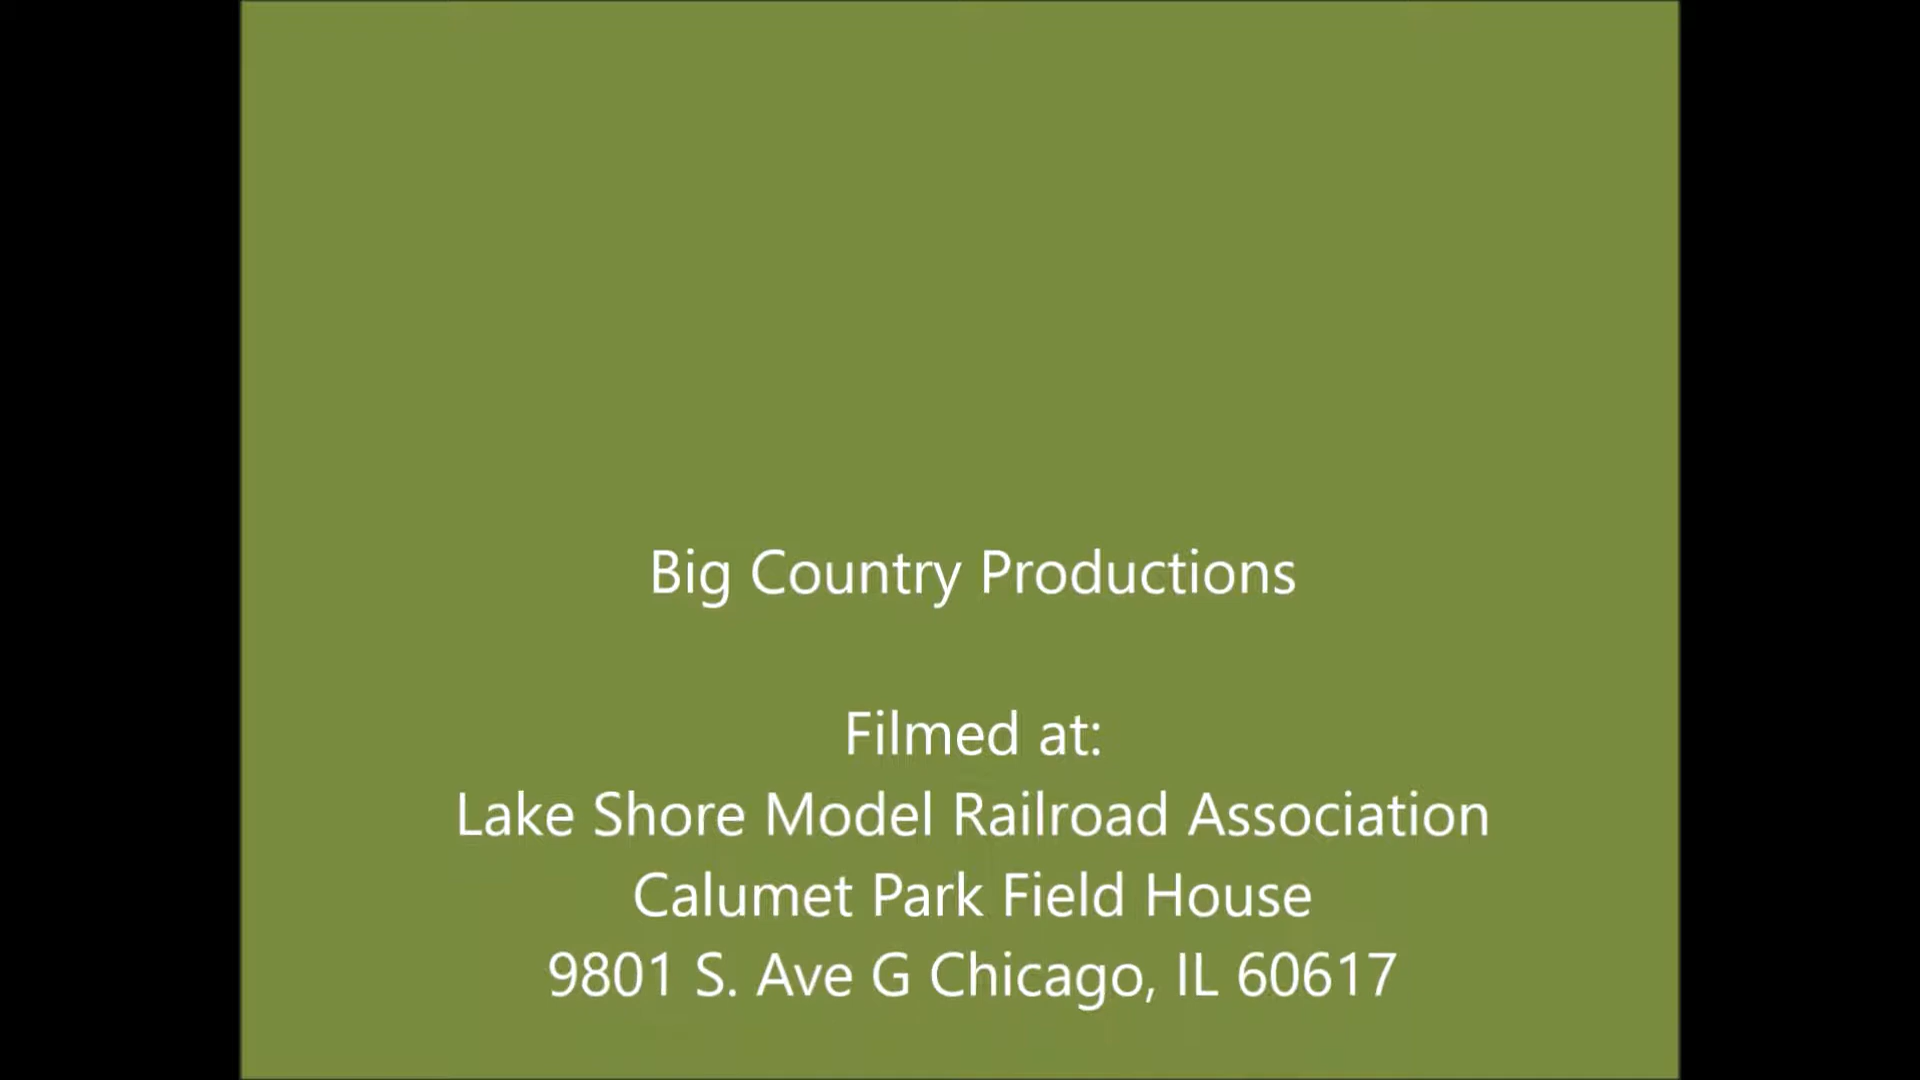 Big Country Productions
Filmed at:
Lake Shore Model Railroad Association
Calumet Park Field House
9801 S. Ave G Chicago, IL 60617